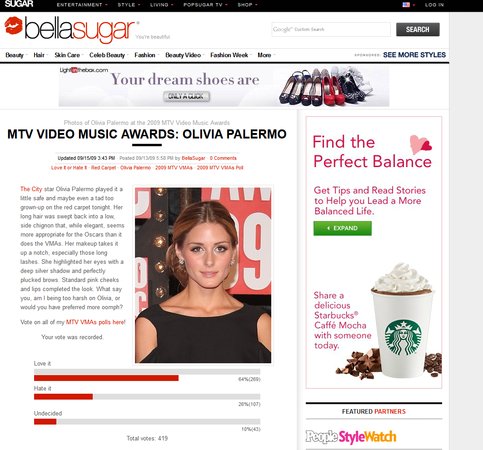 SUGAR ENTERTAINMENT STYLE LIVING POPSUGAR TV SHOP
bellasugar
You're beautiful
Google Custom Search SEARCH
Beauty Hair Skin Care Celeb Beauty Fashion Beauty Video Fashion Week More SPONSORED: SEE MORE STYLES
Lightinthebox.com
Your dream shoes are
ONLY A CLICK
Photos of Olivia Palermo at the 2009 MTV Video Music Awards
MTV VIDEO MUSIC AWARDS: OLIVIA PALERMO
Updated 09/15/09 3:43 PM Posted 09/13/09 5:58 PM by BellaSugar 0 Comments
Love It or Hate It Red Carpet Olivia Palermo 2009 MTV VMAs 2009 MTV VMAs Poll
The City star Olivia Palermo played it a
little safe and maybe even a tad too
grown-up on the red carpet tonight. Her
long hair was swept back into a low,
side chignon that, while elegant, seems
more appropriate for the Oscars than it
does the VMAs. Her makeup takes it
up a notch, especially those long
lashes. She highlighted her eyes with a
deep silver shadow and perfectly
plucked brows. Standard pink cheeks
and lips completed the look. What say
you, am I being too harsh on Olivia, or
would you have preferred more oomph?
Vote on all of my MTV VMAs polls here!
Your vote was recorded.
Love it
64%(269)
Hate it
26%(107)
Undecided
10%(43)
Total votes: 419
Find the
Perfect Balance
Get Tips and Read Stories
to Help you Lead a More
Balanced Life.
EXPAND
Share a
delicious
Starbucks®
Caffé Mocha
with someone
today.
FEATURED PARTNERS
People StyleWatch